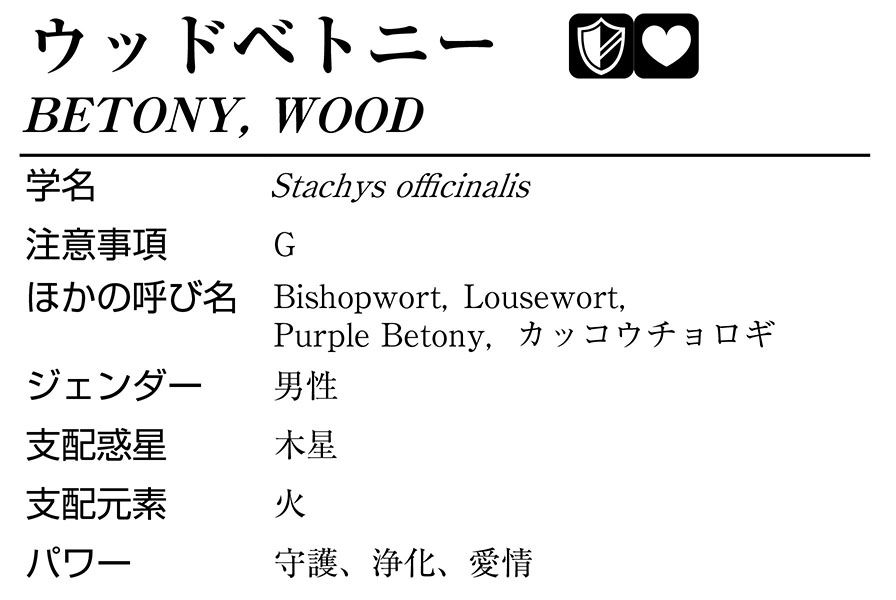 ウッドベトニー
BETONY, WOOD
学名 Stachys officinalis
注意事項 G
ほかの呼び名 Bishopwort, Lousewort,
Purple Betony, カッコウチョロギ
ジェンダー 男性
支配惑星 木星
支配元素 火
パワー 守護、浄化、愛情